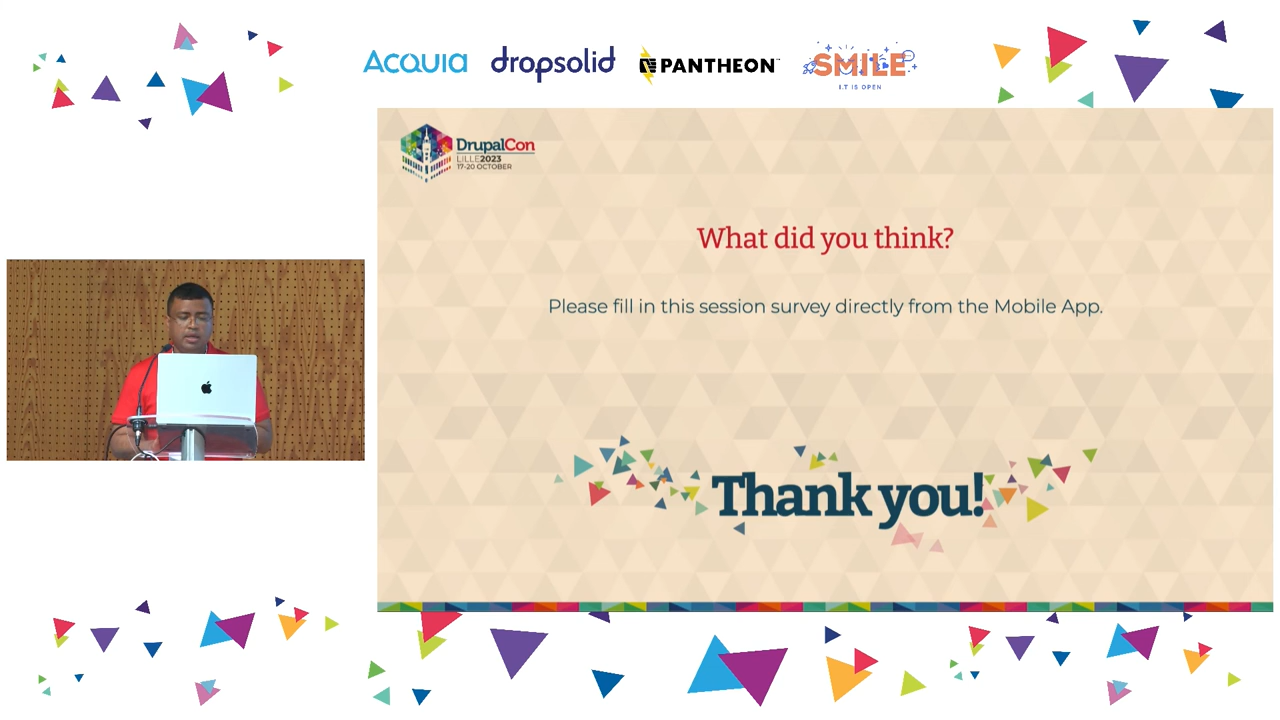 Acquia
dropsolid
PANTHEON
SMILE
I.T IS OPEN
DrupalCon
LILLE2023
17-20 OCTOBER
What did you think?
Please fill in this session survey directly from the Mobile App.
Thank you!